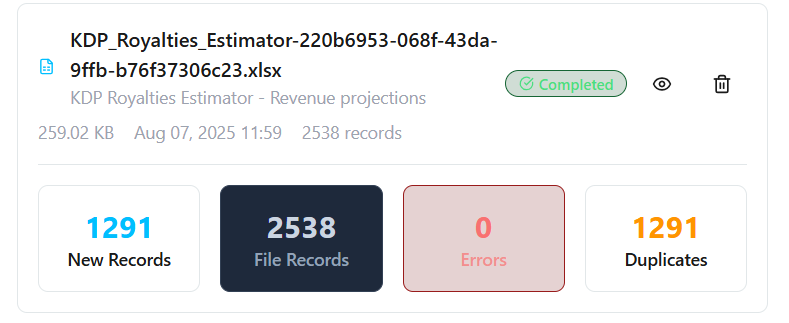 KDP_Royalties_Estimator-220b6953-068f-43da-
9ffb-b76f37306c23.xlsx
KDP Royalties Estimator - Revenue projections
Completed
259.02 KB Aug 07, 2025 11:59 2538 records
1291 2538 0 1291
New Records File Records Errors Duplicates